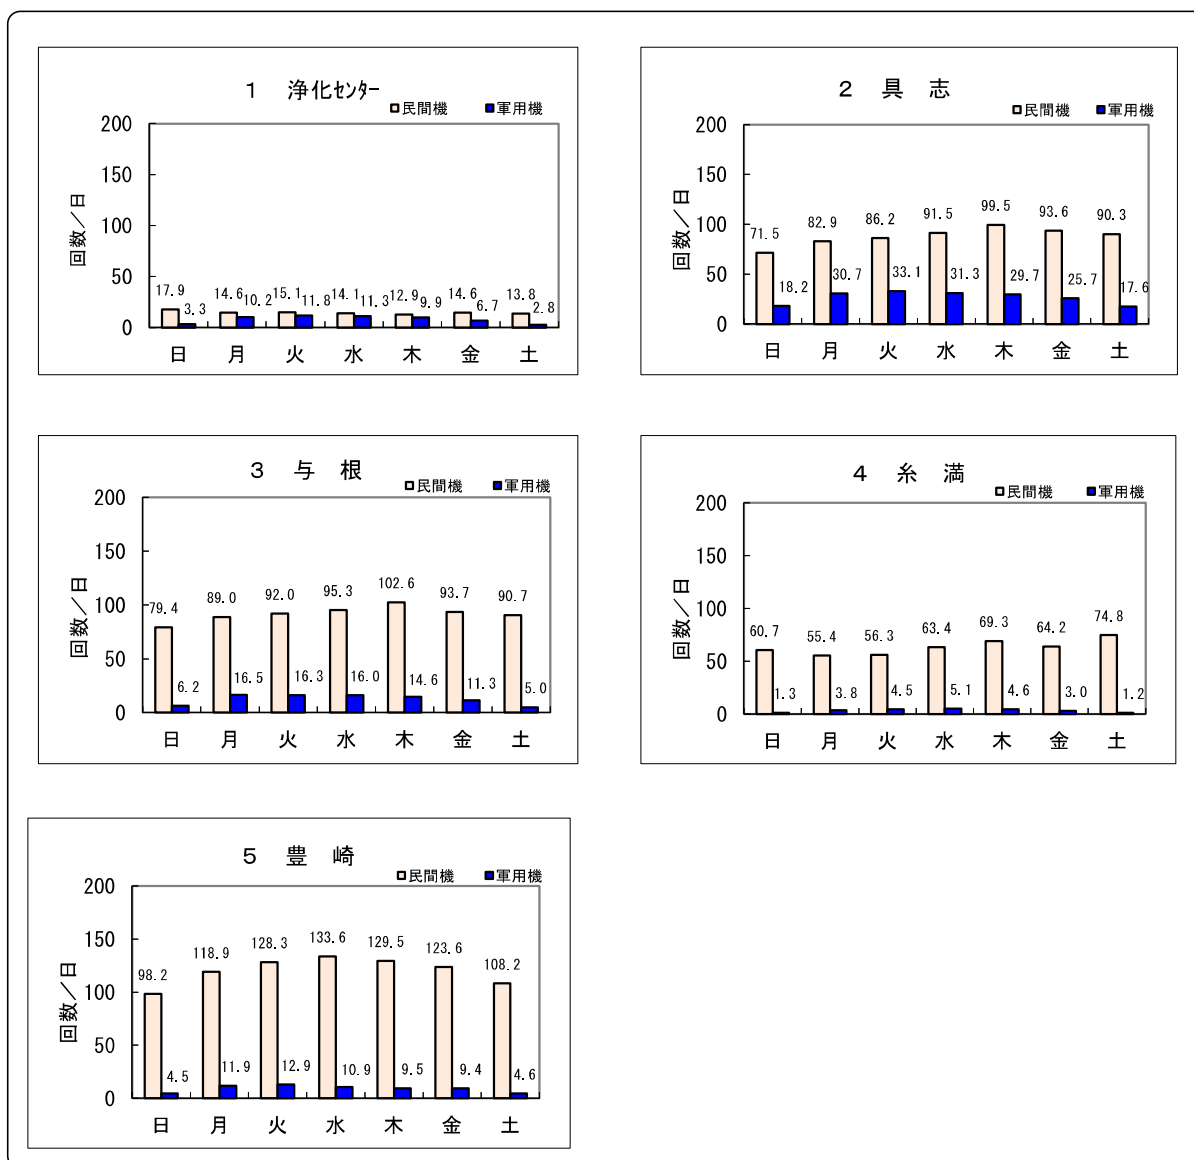 1 浄化ｾﾝﾀｰ
民間機 軍用機
回数／日
200
150
100
50
0
17.9 3.3 14.6 10.2 15.1 11.8 14.1 11.3 12.9 9.9 14.6 6.7 13.8 2.8
日 月 火 水 木 金 土
2 具 志
民間機 軍用機
回数／日
200
150
100
50
0
71.5 18.2 82.9 30.7 86.2 33.1 91.5 31.3 99.5 29.7 93.6 25.7 90.3 17.6
日 月 火 水 木 金 土
3 与 根
民間機 軍用機
回数／日
200
150
100
50
0
79.4 6.2 89.0 16.5 92.0 16.3 95.3 16.0 102.6 14.6 93.7 11.3 90.7 5.0
日 月 火 水 木 金 土
4 糸 満
民間機 軍用機
回数／日
200
150
100
50
0
60.7 1.3 55.4 3.8 56.3 4.5 63.4 5.1 69.3 4.6 64.2 3.0 74.8 1.2
日 月 火 水 木 金 土
5 豊 崎
民間機 軍用機
回数／日
200
150
100
50
0
98.2 4.5 118.9 11.9 128.3 12.9 133.6 10.9 129.5 9.5 123.6 9.4 108.2 4.6
日 月 火 水 木 金 土